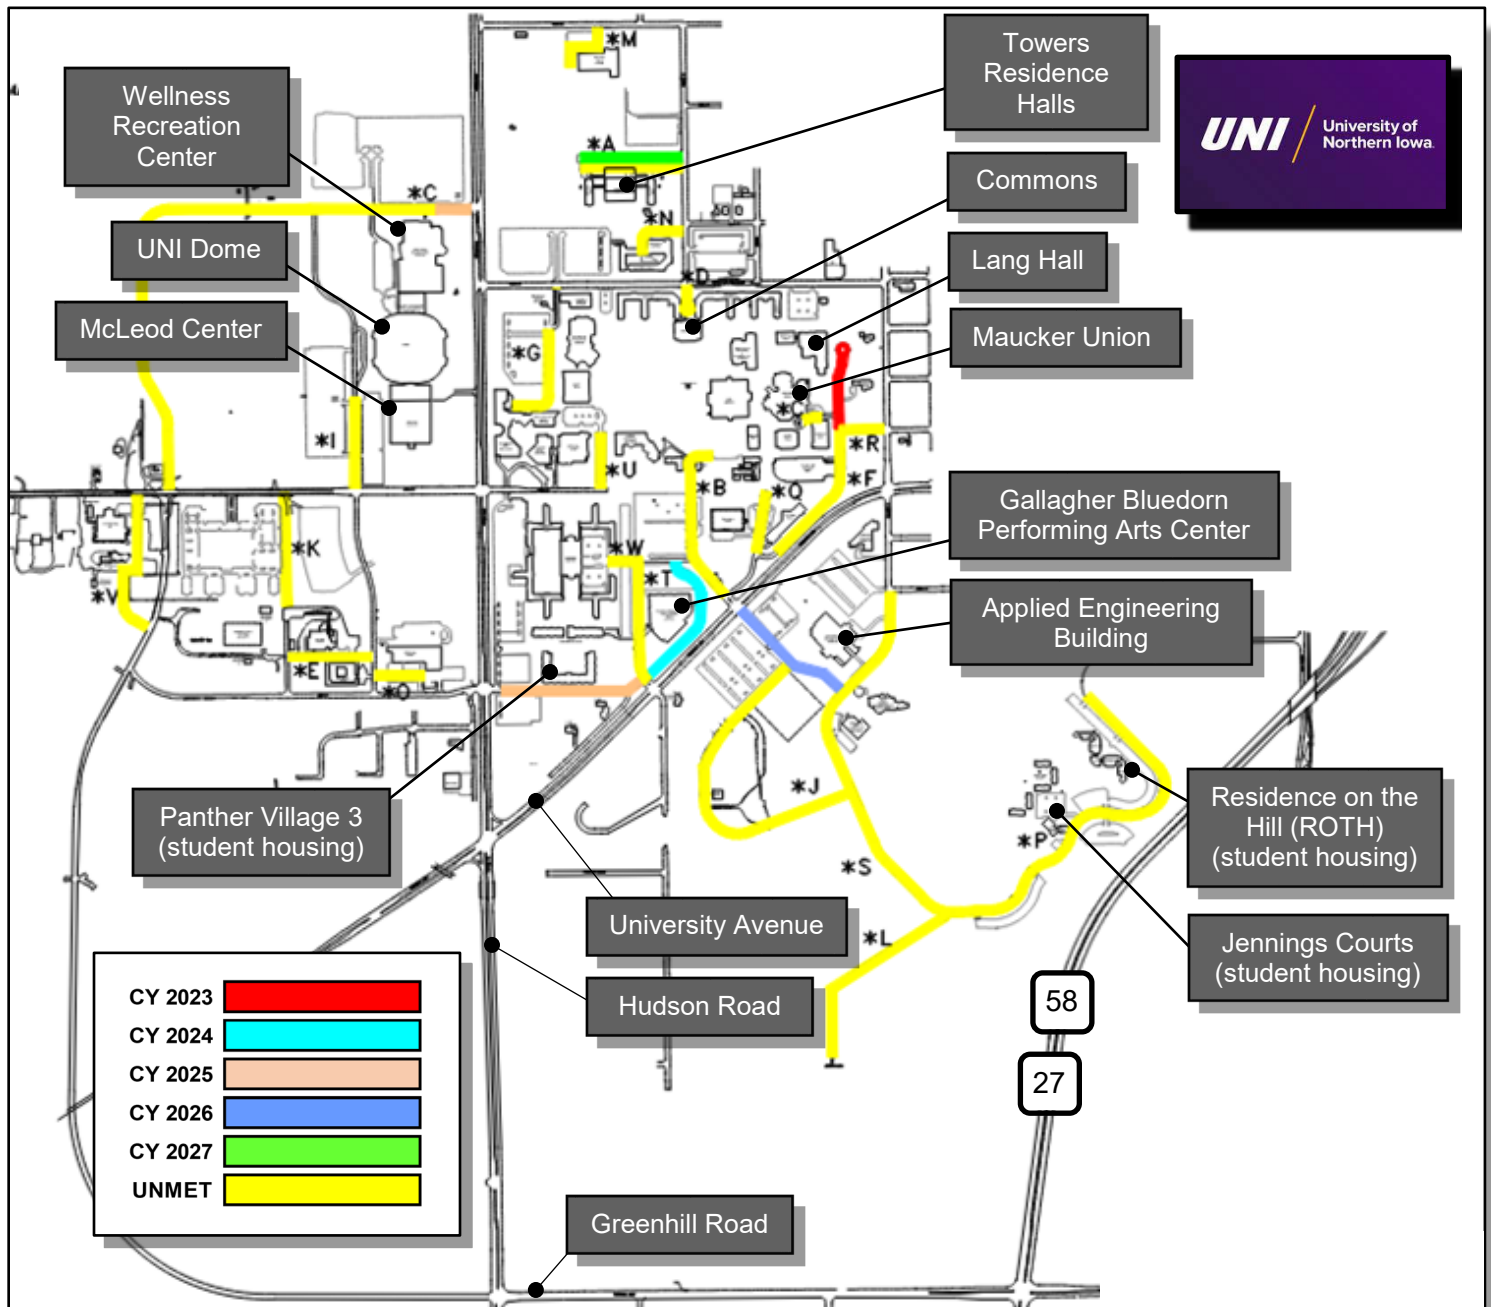 *M
Towers
Residence
Halls
Wellness
Recreation
Center
UNI
University of
Northern Iowa.
*A
Commons
*C
*N
UNI Dome
Lang Hall
*D
McLeod Center
Maucker Union
*G
*I
*R
*U
*F
*B
*Q
Gallagher Bluedorn
Performing Arts Center
*K
*W
*T
*V
Applied Engineering
Building
*E
*O
*J
Panther Village 3
(student housing)
Residence on the
Hill (ROTH)
(student housing)
*P
*S
University Avenue
*L
Jennings Courts
(student housing)
Hudson Road
58
27
CY 2023
CY 2024
CY 2025
CY 2026
CY 2027
UNMET
Greenhill Road